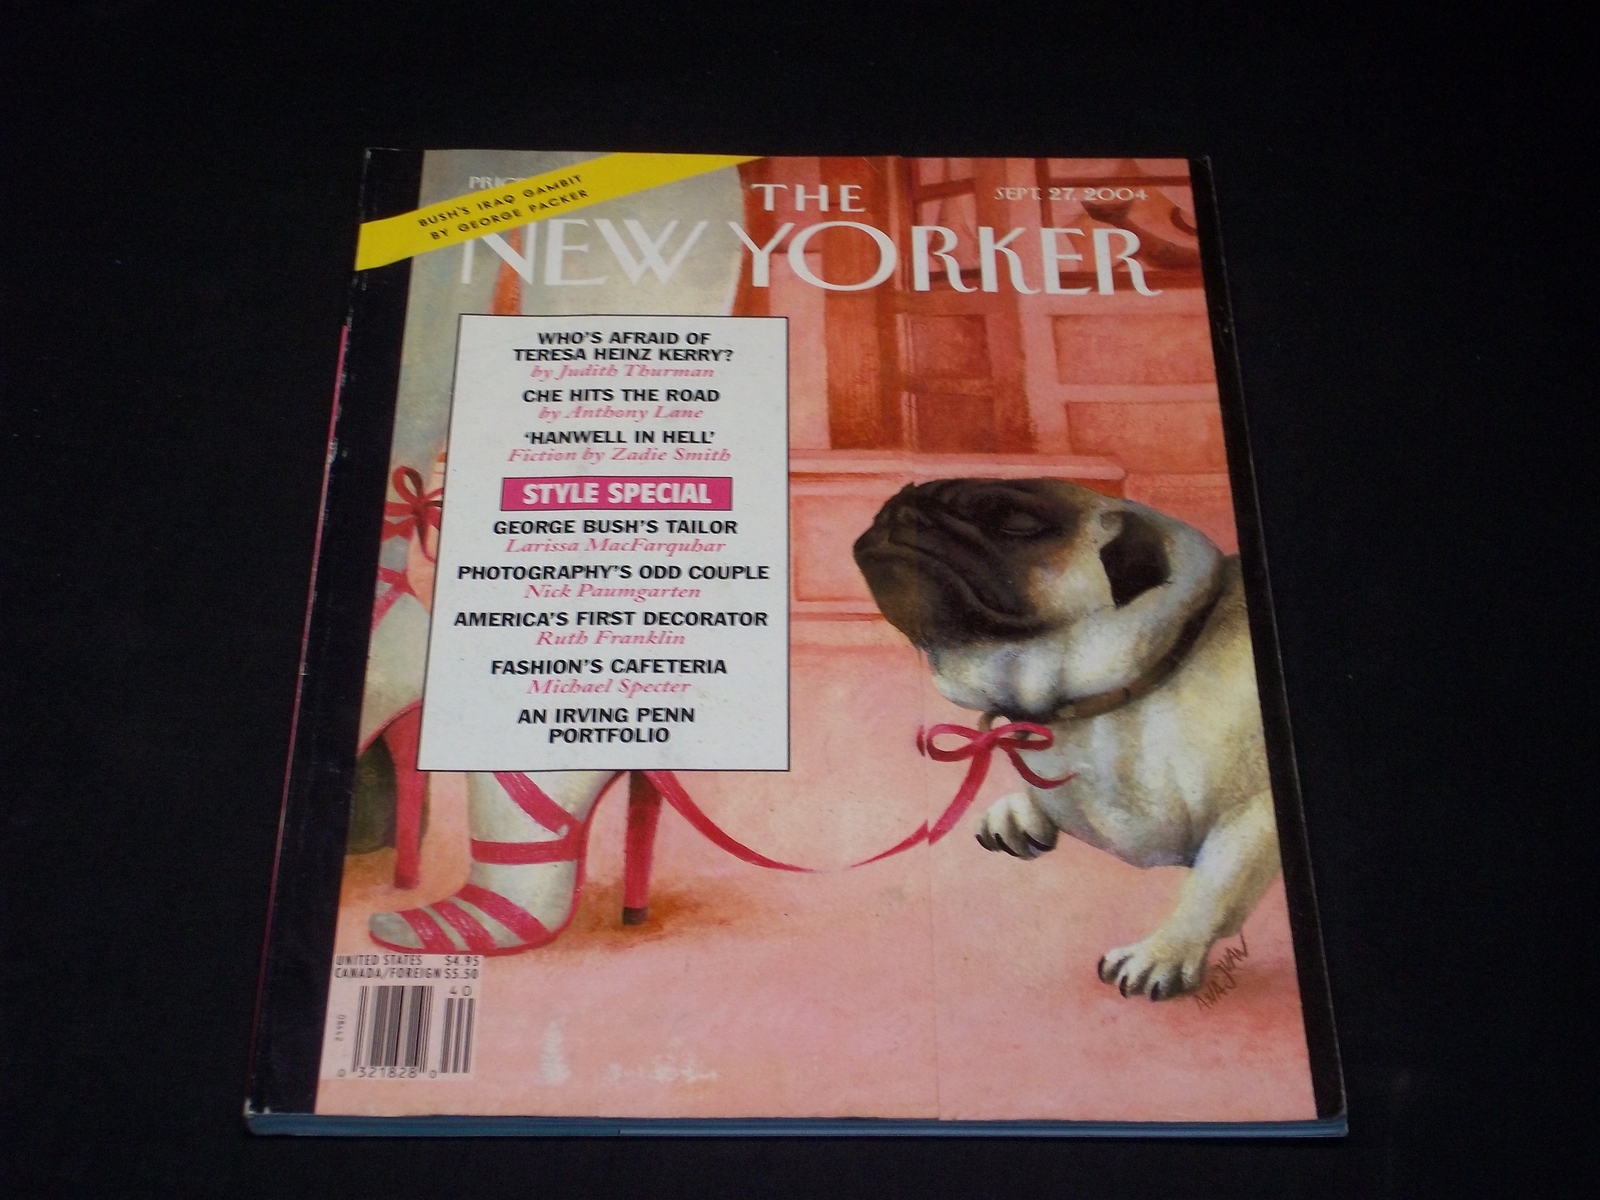 BUSH'S IRAQ GAMBIT
BY GEORGE PACKER
THE
NEW YORKER
SEPT. 27, 2004
WHO'S AFRAID OF
TERESA HEINZ KERRY?
by Judith Thurman
CHE HITS THE ROAD
by Anthony Lane
'HANWELL IN HELL'
Fiction by Zadie Smith
STYLE SPECIAL
GEORGE BUSH'S TAILOR
Larissa MacFarquhar
PHOTOGRAPHY'S ODD COUPLE
Nick Paumgarten
AMERICA'S FIRST DECORATOR
Ruth Franklin
FASHION'S CAFETERIA
Michael Specter
AN IRVING PENN
PORTFOLIO
UNITED STATES $4.95
CANADA/FOREIGN $5.50
40
0 321828 0
ANA JUAN